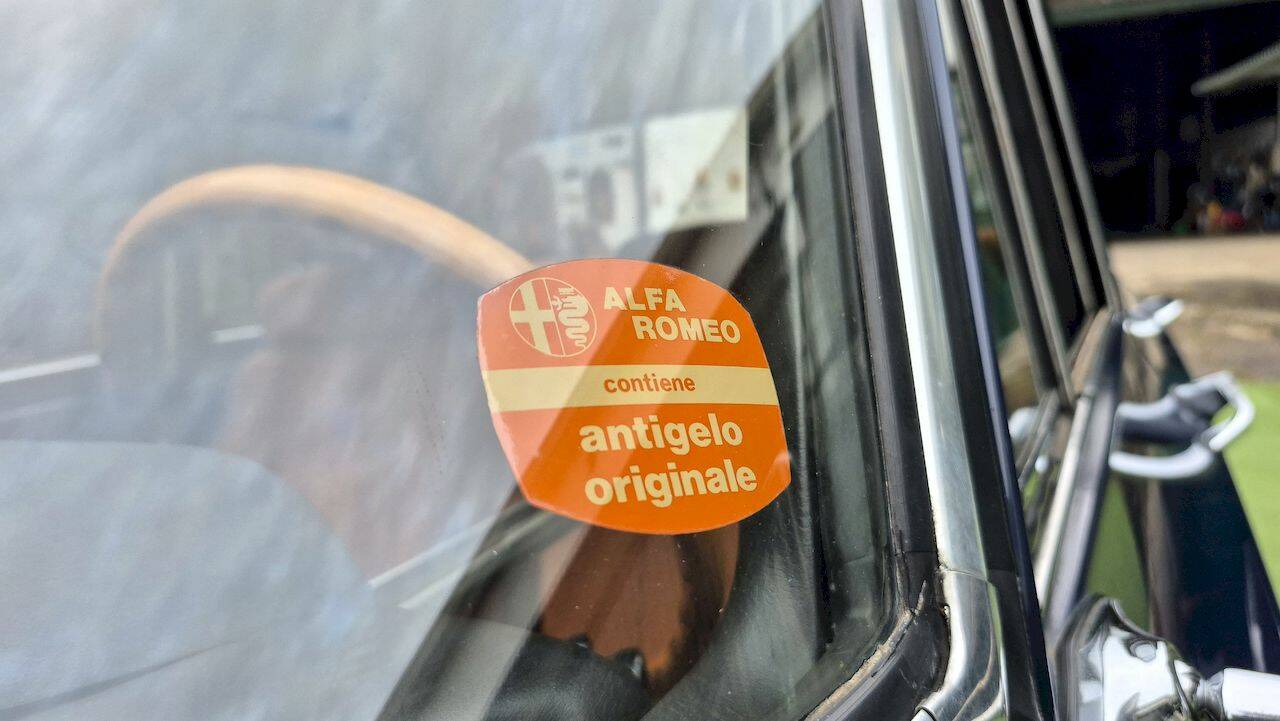 ALFA
ROMEO
contiene
antigelo
originale